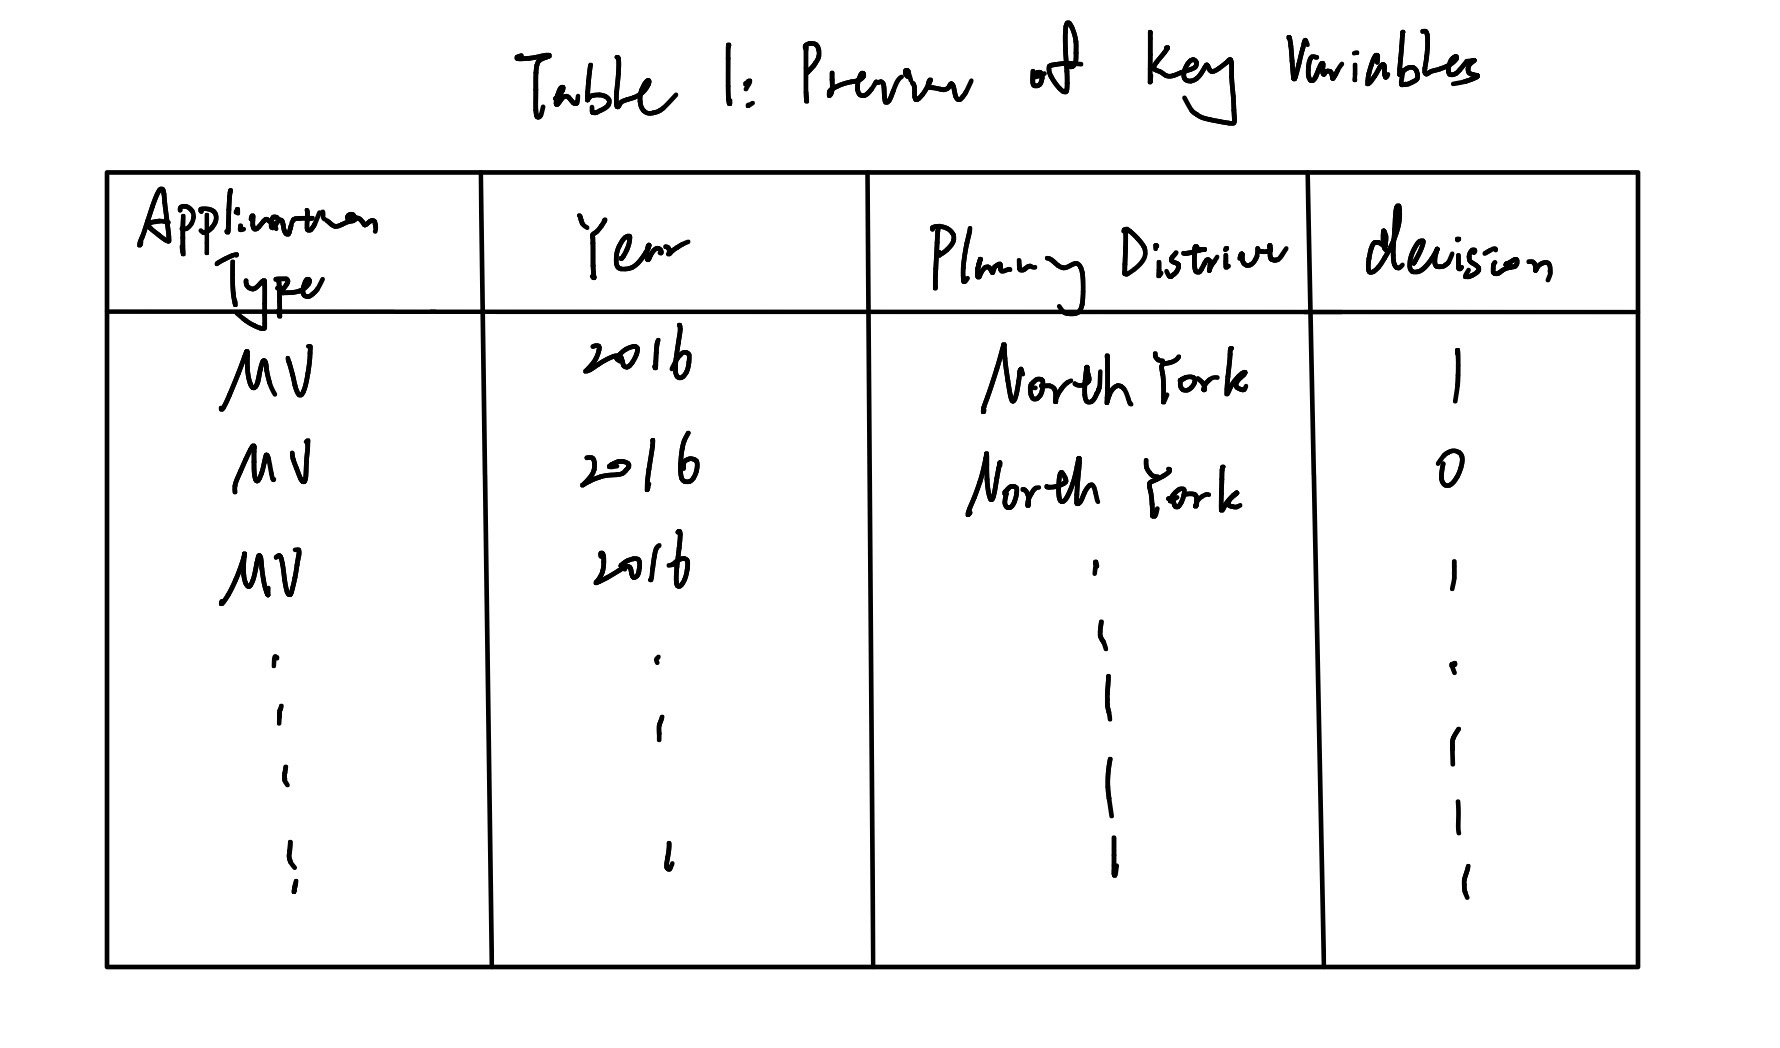 Table 1: Preview of Key Variables
Application Type Year Planning District decision
MV 2016 North York 1
MV 2016 North York 0
MV 2016 1